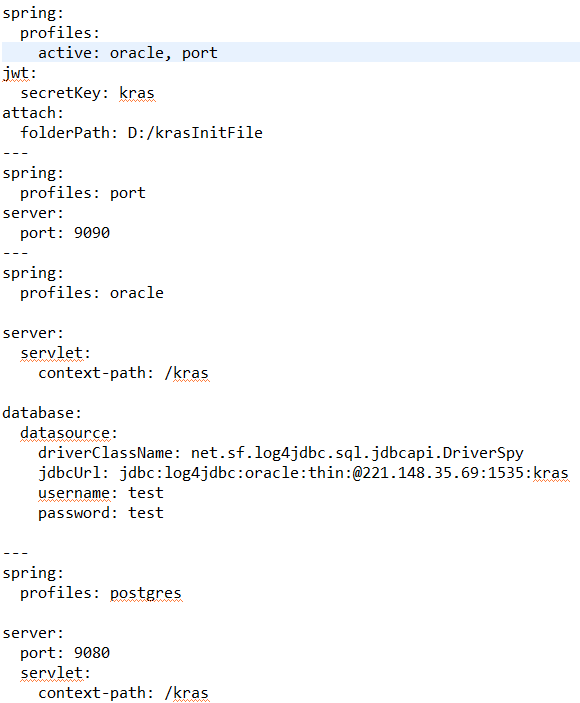 spring:
  profiles:
    active: oracle, port
jwt:
  secretKey: kras
attach:
  folderPath: D:/krasInitFile
---
spring:
  profiles: port
server:
  port: 9090
---
spring:
  profiles: oracle

server:
  servlet:
    context-path: /kras

database:
  datasource:
    driverClassName: net.sf.log4jdbc.sql.jdbcapi.DriverSpy
    jdbcUrl: jdbc:log4jdbc:oracle:thin:@221.148.35.69:1535:kras
    username: test
    password: test

---
spring:
  profiles: postgres

server:
  port: 9080
  servlet:
    context-path: /kras